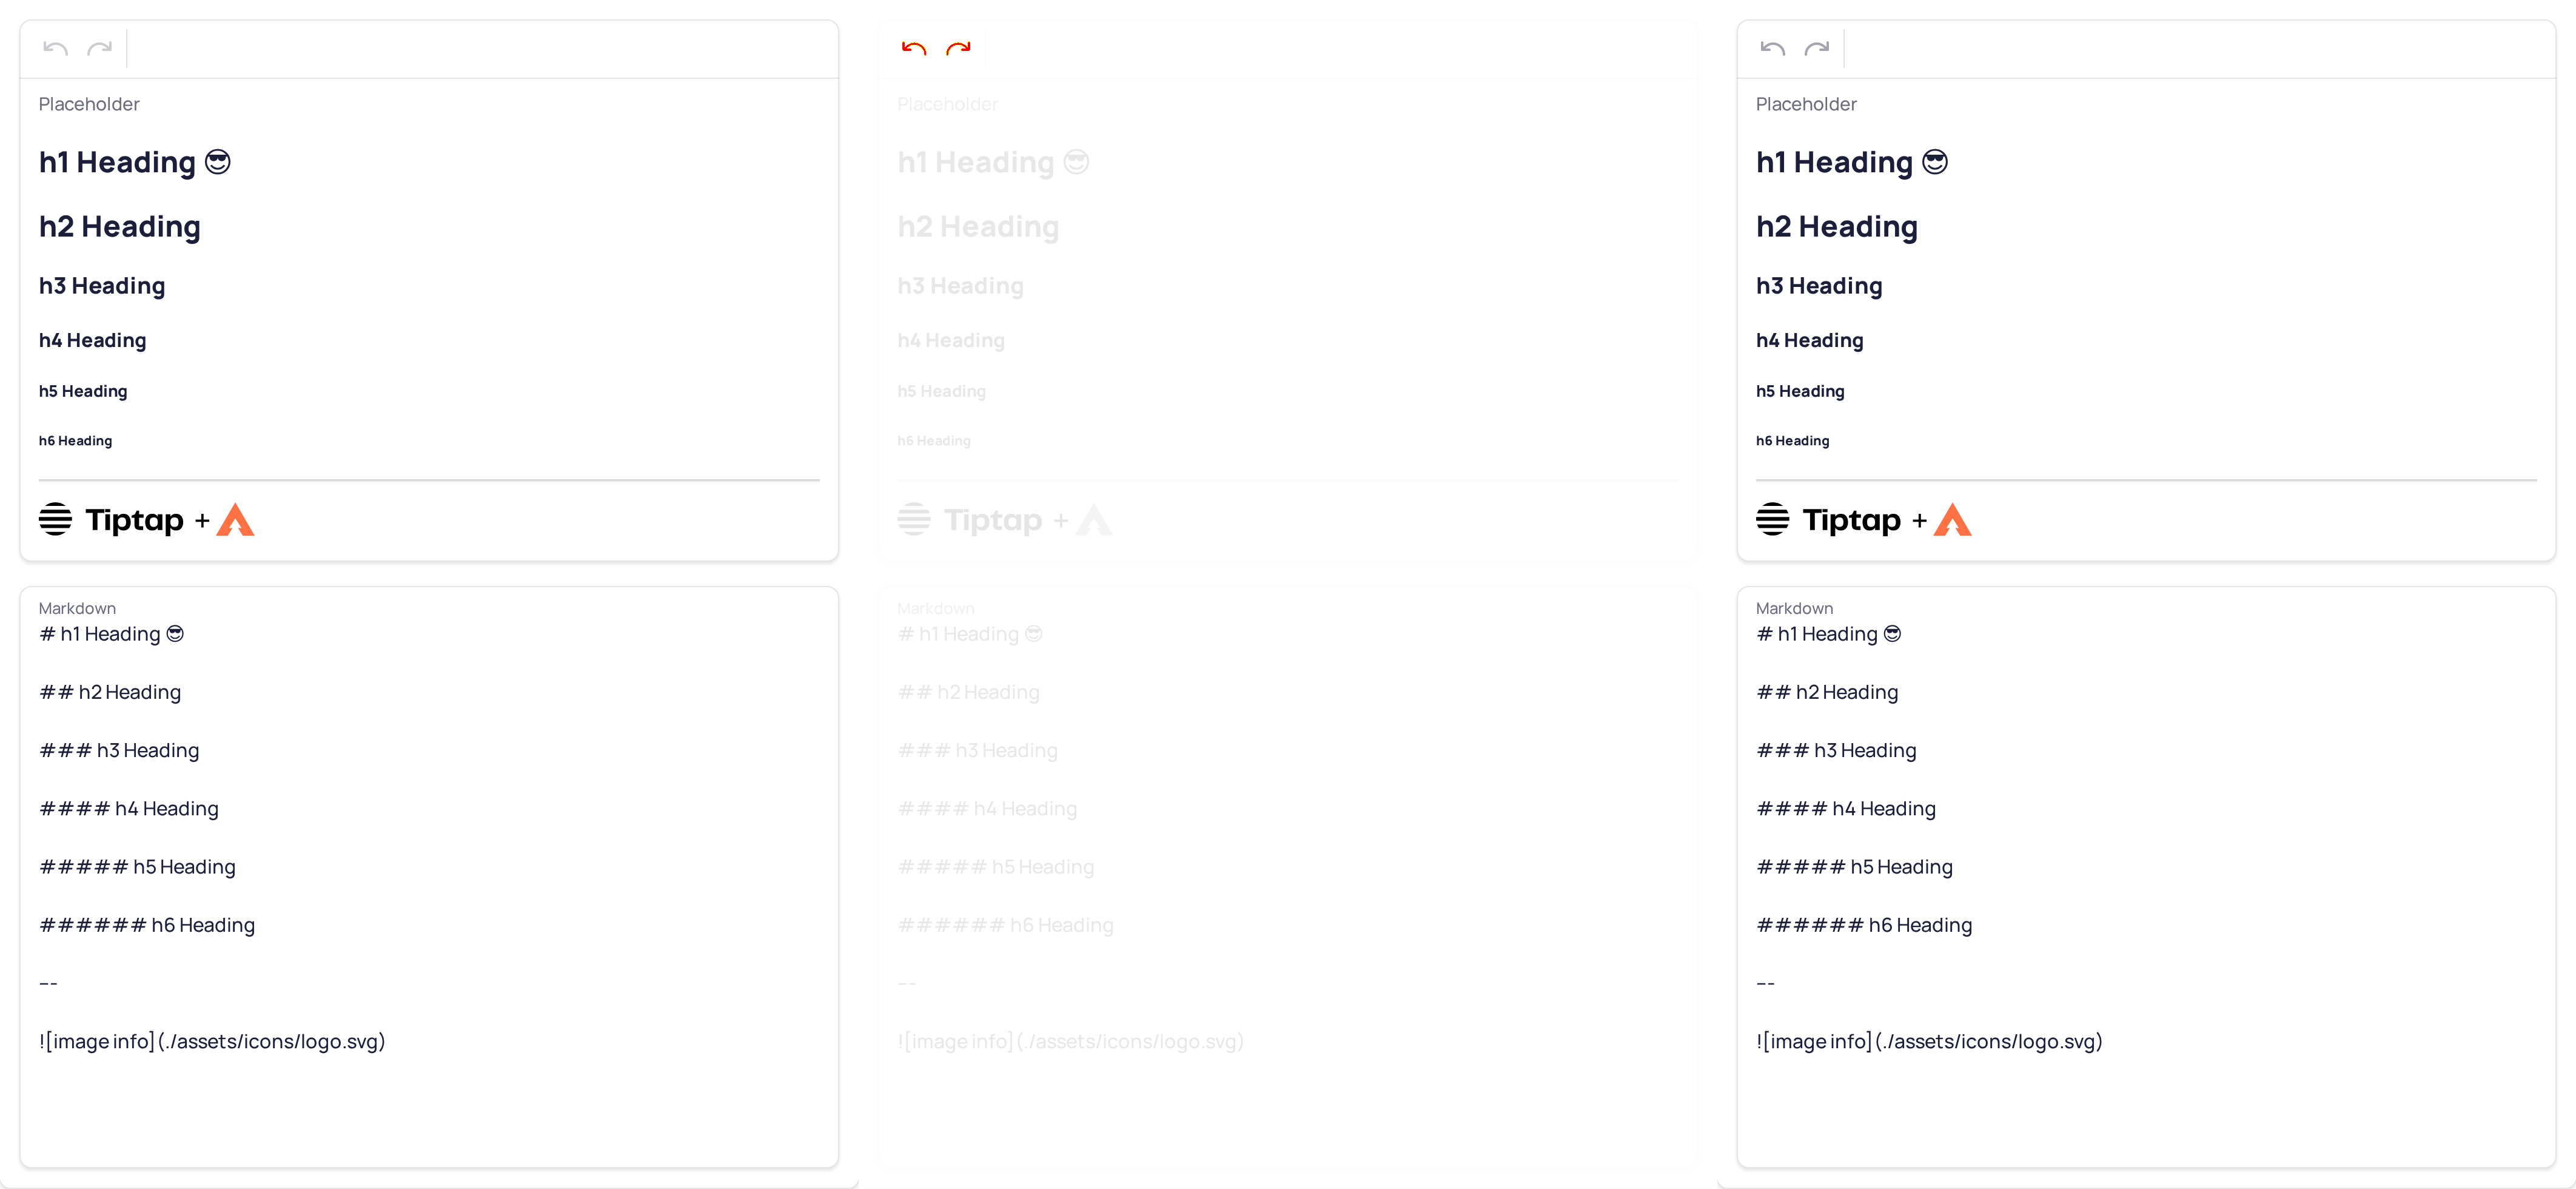 Placeholder
h1 Heading 😎
h2 Heading
h3 Heading
h4 Heading
h5 Heading
h6 Heading
Tiptap +
Markdown
# h1 Heading 😎
## h2 Heading
### h3 Heading
#### h4 Heading
##### h5 Heading
###### h6 Heading
--
![image info](./assets/icons/logo.svg)
Placeholder
h1 Heading 😎
h2 Heading
h3 Heading
h4 Heading
h5 Heading
h6 Heading
Tiptap +
Markdown
# h1 Heading 😎
## h2 Heading
### h3 Heading
#### h4 Heading
##### h5 Heading
###### h6 Heading
--
![image info](./assets/icons/logo.svg)
Placeholder
h1 Heading 😎
h2 Heading
h3 Heading
h4 Heading
h5 Heading
h6 Heading
Tiptap +
Markdown
# h1 Heading 😎
## h2 Heading
### h3 Heading
#### h4 Heading
##### h5 Heading
###### h6 Heading
--
![image info](./assets/icons/logo.svg)